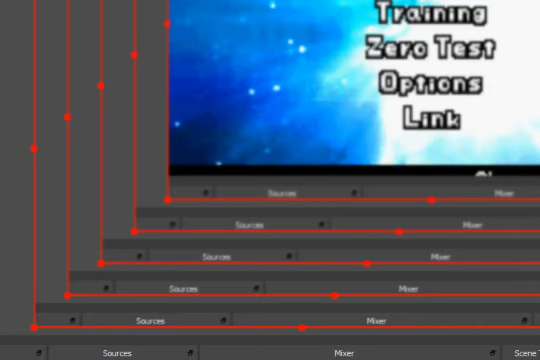 Training
Zero Test
Options
Link
Sources Mixer
Sources Mixer
Sources Mixer
Sources Mixer
Sources Mixer
Sources Mixer Scene